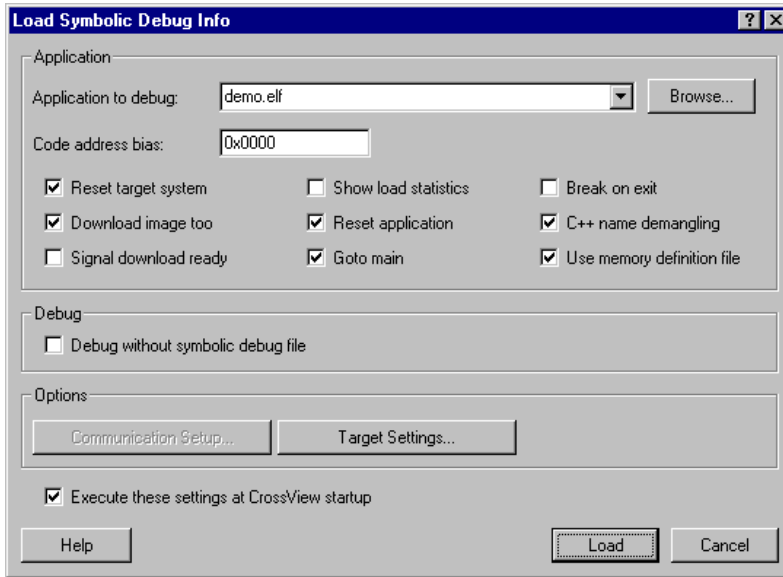 Load Symbolic Debug Info ? X
Application
Application to debug: demo.elf Browse...
Code address bias: 0x0000
Reset target system Show load statistics Break on exit
Download image too Reset application C++ name demangling
Signal download ready Goto main Use memory definition file
Debug
Debug without symbolic debug file
Options
Communication Setup... Target Settings...
Execute these settings at CrossView startup
Help Load Cancel